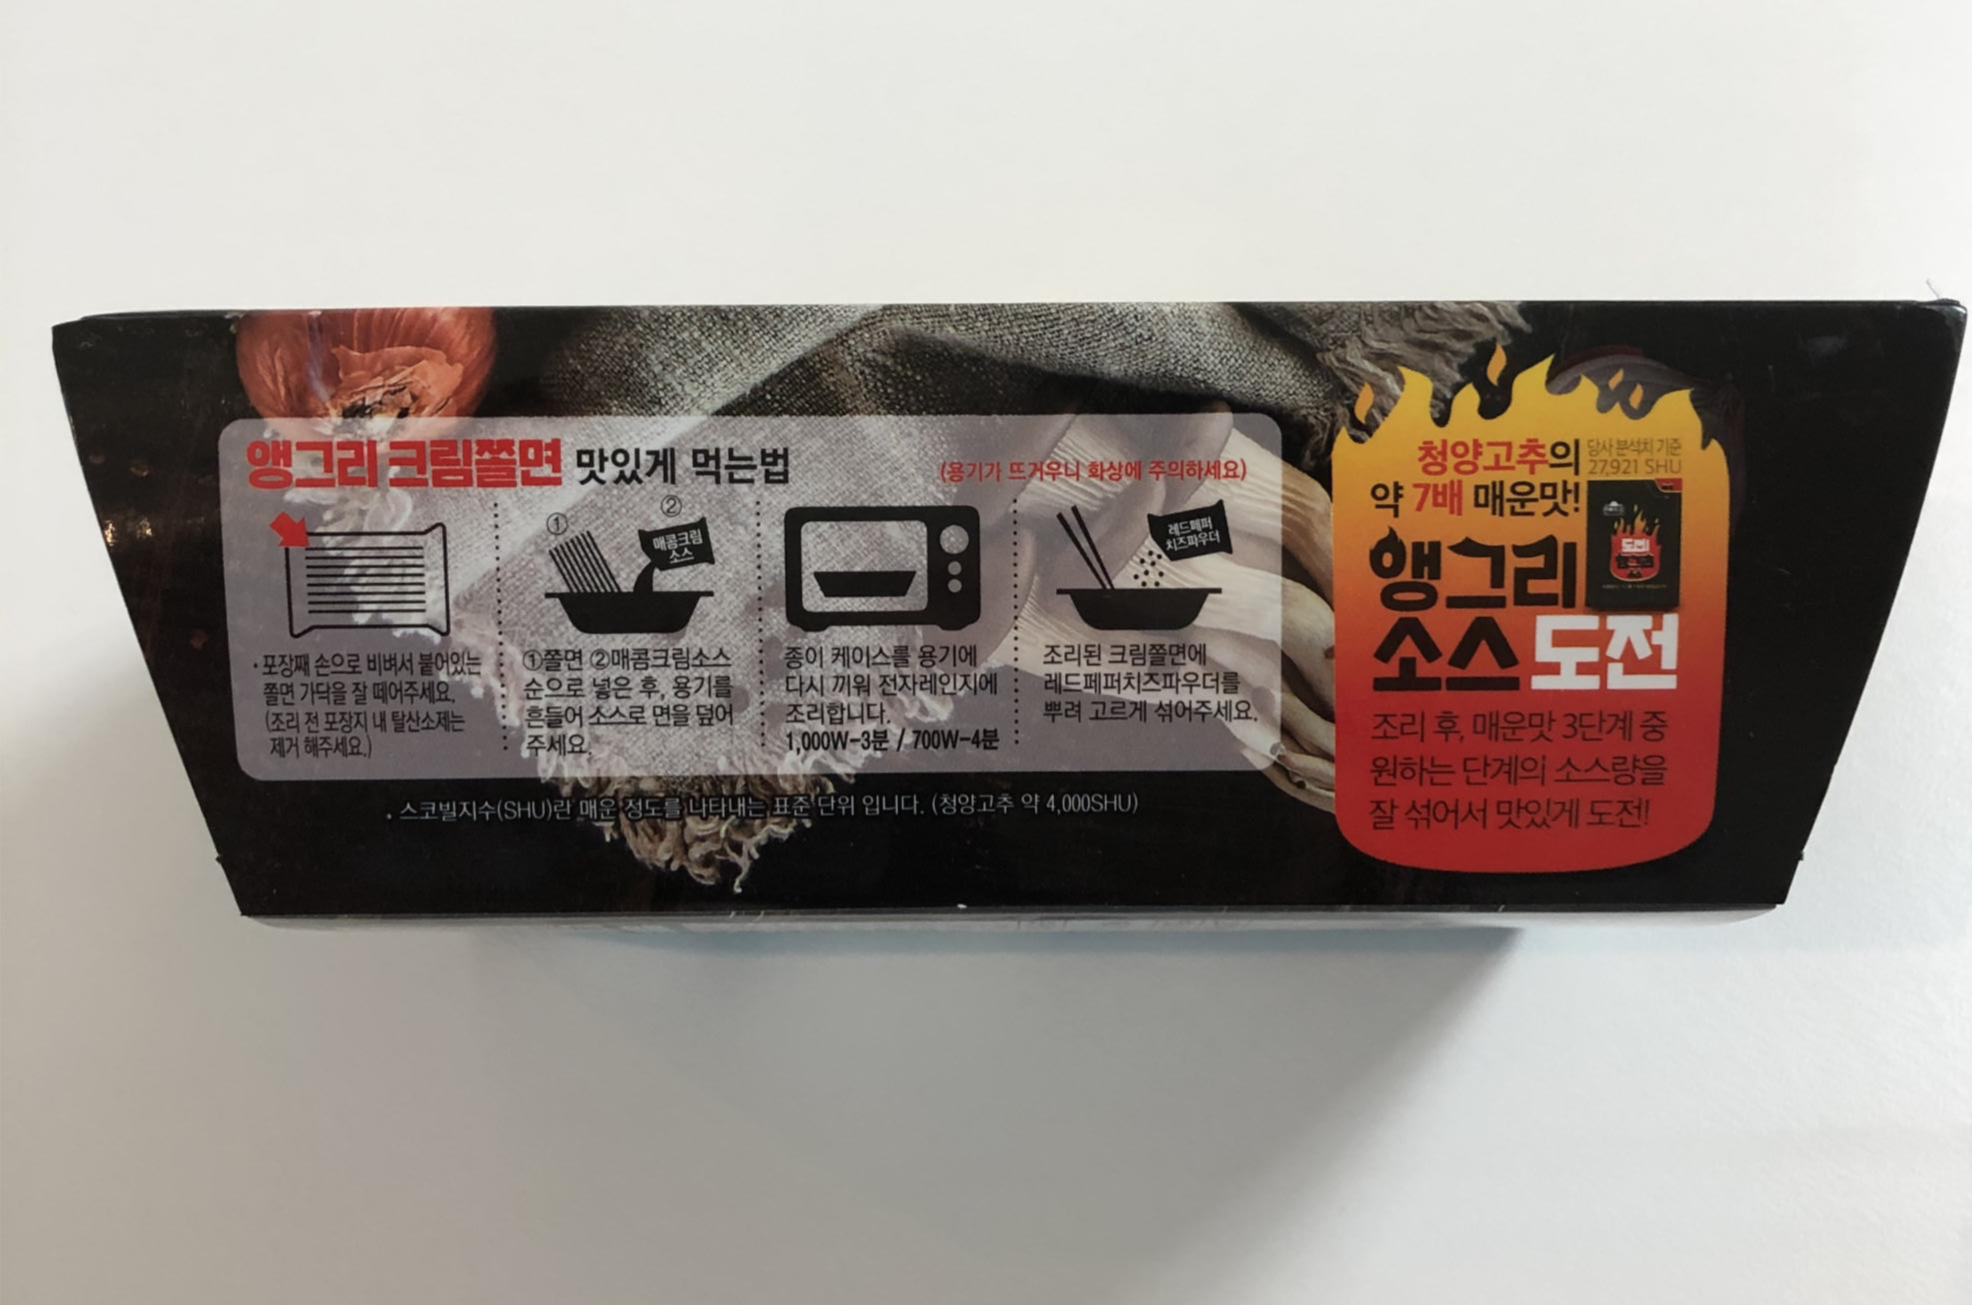 앵그리 크림쫄면 맛있게 먹는법
(용기가 뜨거우니 화상에 주의하세요)
· 포장째 손으로 비벼서 붙어있는
쫄면 가닥을 잘 떼어주세요.
(조리 전 포장지 내 탈산소제는
제거 해주세요.)
① ②
매콤크림
소스
①쫄면 ②매콤크림소스
순으로 넣은 후, 용기를
흔들어 소스로 면을 덮어
주세요.
종이 케이스를 용기에
다시 끼워 전자레인지에
조리합니다.
1,000W-3분 / 700W-4분
레드페퍼
치즈파우더
조리된 크림쫄면에
레드페퍼치즈파우더를
뿌려 고르게 섞어주세요.
· 스코빌지수(SHU)란 매운 정도를 나타내는 표준 단위 입니다. (청양고추 약 4,000SHU)
청양고추의
당사 분석치 기준
27,921 SHU
약 7배 매운맛!
앵그리
소스 도전
조리 후, 매운맛 3단계 중
원하는 단계의 소스량을
잘 섞어서 맛있게 도전!